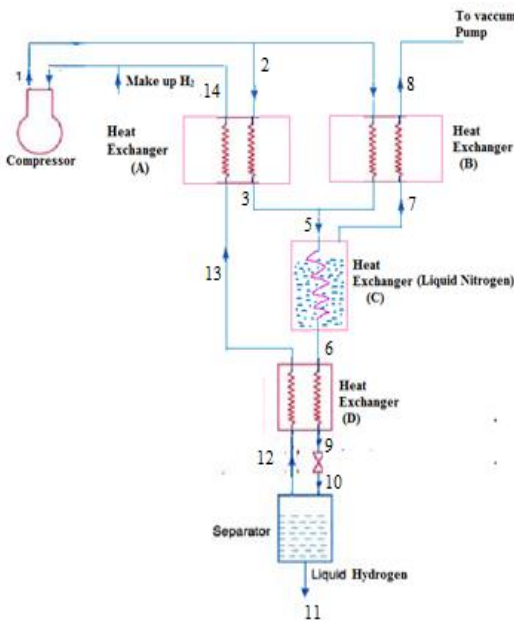 To vaccum
Pump
1
2
Make up H₂
14
8
Compressor
Heat
Exchanger
(A)
Heat
Exchanger
(B)
3
7
5
13
Heat
Exchanger (Liquid Nitrogen)
(C)
6
Heat
Exchanger
(D)
9
12
10
Separator
Liquid Hydrogen
11